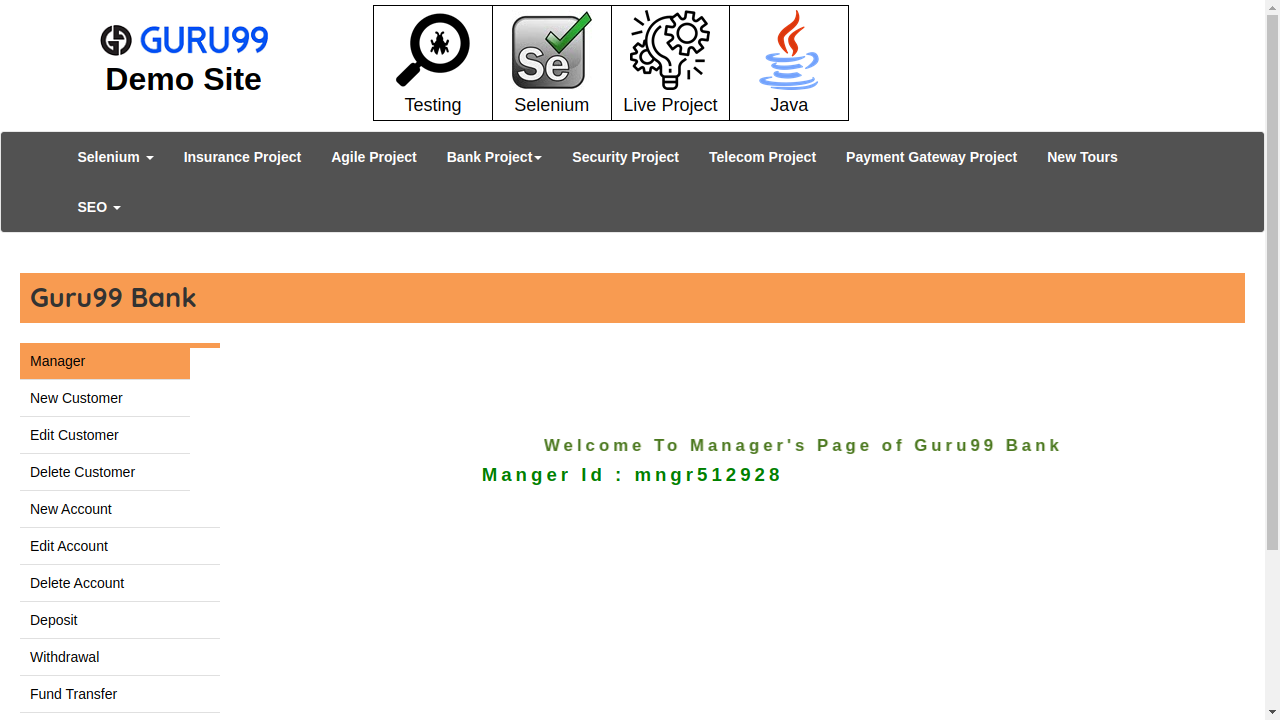 GURU99
Demo Site
Se
Testing
Selenium
Live Project
Java
Selenium
Insurance Project
Agile Project
Bank Project
Security Project
Telecom Project
Payment Gateway Project
New Tours
SEO
Guru99 Bank
Manager
New Customer
Edit Customer
Delete Customer
New Account
Edit Account
Delete Account
Deposit
Withdrawal
Fund Transfer
Welcome To Manager's Page of Guru99 Bank
Manger Id : mngr512928